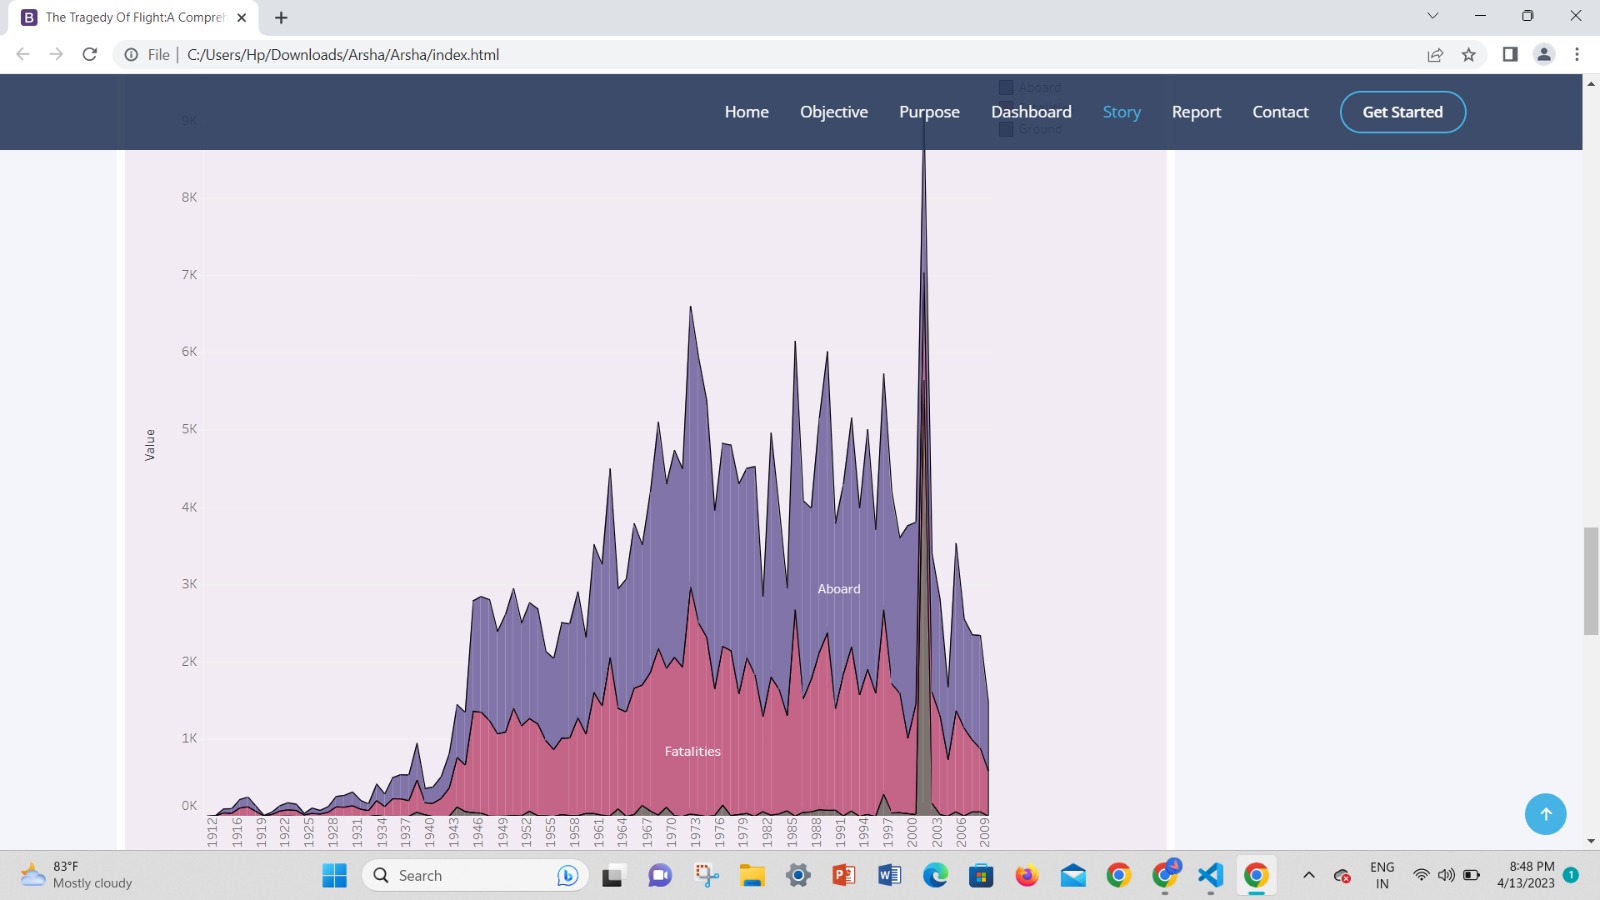 The Tragedy Of Flight:A Compreh
File
C:/Users/Hp/Downloads/Arsha/Arsha/index.html
Home Objective Purpose Dashboard Story Report Contact Get Started
Aboard
Ground
9K
8K
7K
6K
5K
4K
3K
2K
1K
0K
Value
Aboard
Fatalities
1912 1916 1919 1922 1925 1928 1931 1934 1937 1940 1943 1946 1949 1952 1955 1958 1961 1964 1967 1970 1973 1976 1979 1982 1985 1988 1991 1994 1997 2000 2003 2006 2009
83°F
Mostly cloudy
Search
ENG
IN
8:48 PM
4/13/2023
1